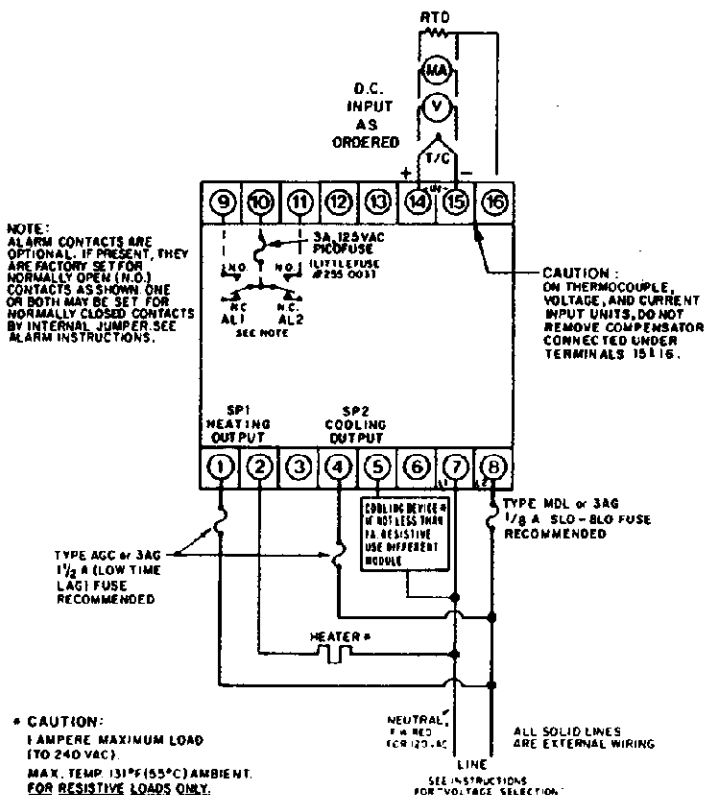 RTD
MA
V
D.C.
INPUT
AS
ORDERED
T/C
+
-
IN
9 10 11 12 13 14 15 16
NOTE:
ALARM CONTACTS ARE
OPTIONAL. IF PRESENT, THEY
ARE FACTORY SET FOR
NORMALLY OPEN (N.O.)
CONTACTS AS SHOWN. ONE
OR BOTH MAY BE SET FOR
NORMALLY CLOSED CONTACTS
BY INTERNAL JUMPER. SEE
ALARM INSTRUCTIONS.
3A, 125VAC
PICOFUSE
(LITTLEFUSE
#255 003)
N.O. N.O.
N.C. N.C.
AL1 AL2
SEE NOTE
CAUTION:
ON THERMOCOUPLE,
VOLTAGE, AND CURRENT
INPUT UNITS, DO NOT
REMOVE COMPENSATOR
CONNECTED UNDER
TERMINALS 15 & 16.
SP1
HEATING
OUTPUT
SP2
COOLING
OUTPUT
1 2 3 4 5 6 7 8
L1 L2
COOLING DEVICE *
IF NOT LESS THAN
1A. RESISTIVE
USE DIFFERENT
MODULE
TYPE MDL or 3AG
1/8 A SLO-BLO FUSE
RECOMMENDED
TYPE AGC or 3AG
1 1/2 A (LOW TIME
LAG) FUSE
RECOMMENDED
HEATER *
* CAUTION:
1 AMPERE MAXIMUM LOAD
(TO 240 VAC).
MAX. TEMP. 131°F (55°C) AMBIENT.
FOR RESISTIVE LOADS ONLY.
NEUTRAL,
FOR 120 VAC
LINE
ALL SOLID LINES
ARE EXTERNAL WIRING
SEE INSTRUCTIONS
FOR "VOLTAGE SELECTION"